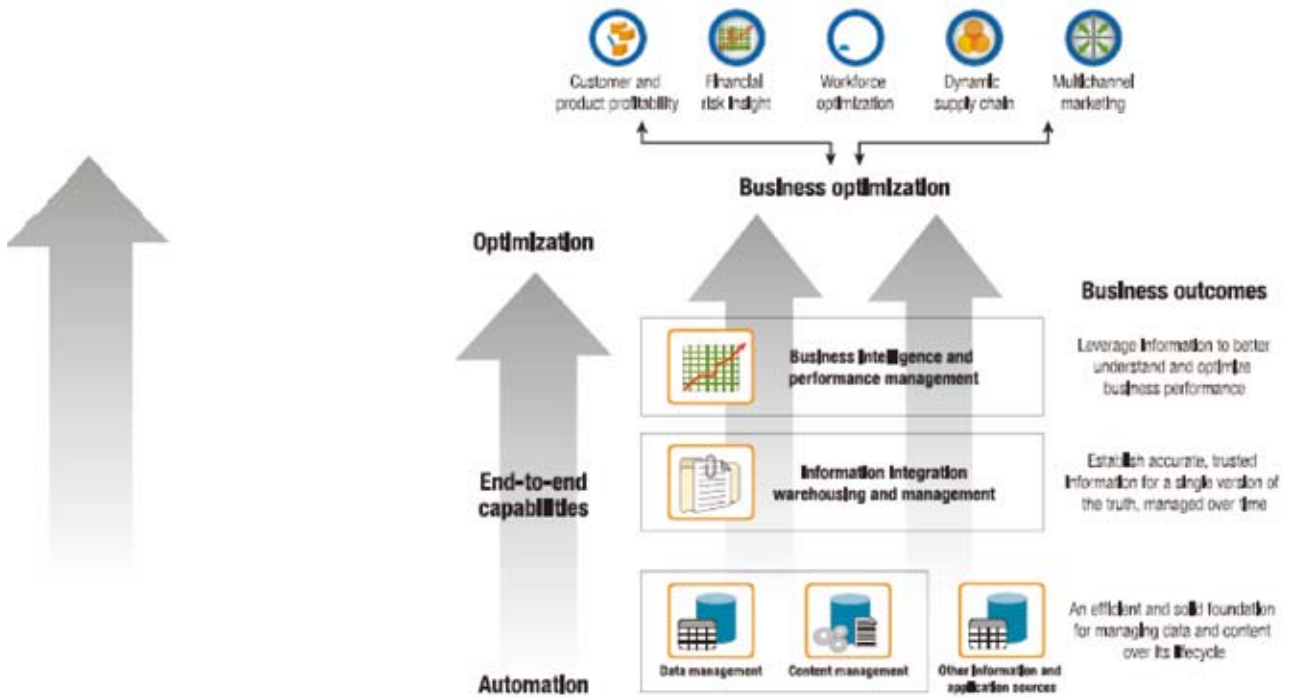 Customer and
product profitability
Financial
risk insight
Workforce
optimization
Dynamic
supply chain
Multichannel
marketing
Business optimization
Optimization
Business outcomes
Business Intelligence and
performance management
Leverage Information to better
understand and optimize
business performance
End-to-end
capabilities
Information Integration
warehousing and management
Establish accurate, trusted
Information for a single version of
the truth, managed over time
Automation
Data management
Content management
Other Information and
application sources
An efficient and solid foundation
for managing data and content
over its lifecycle